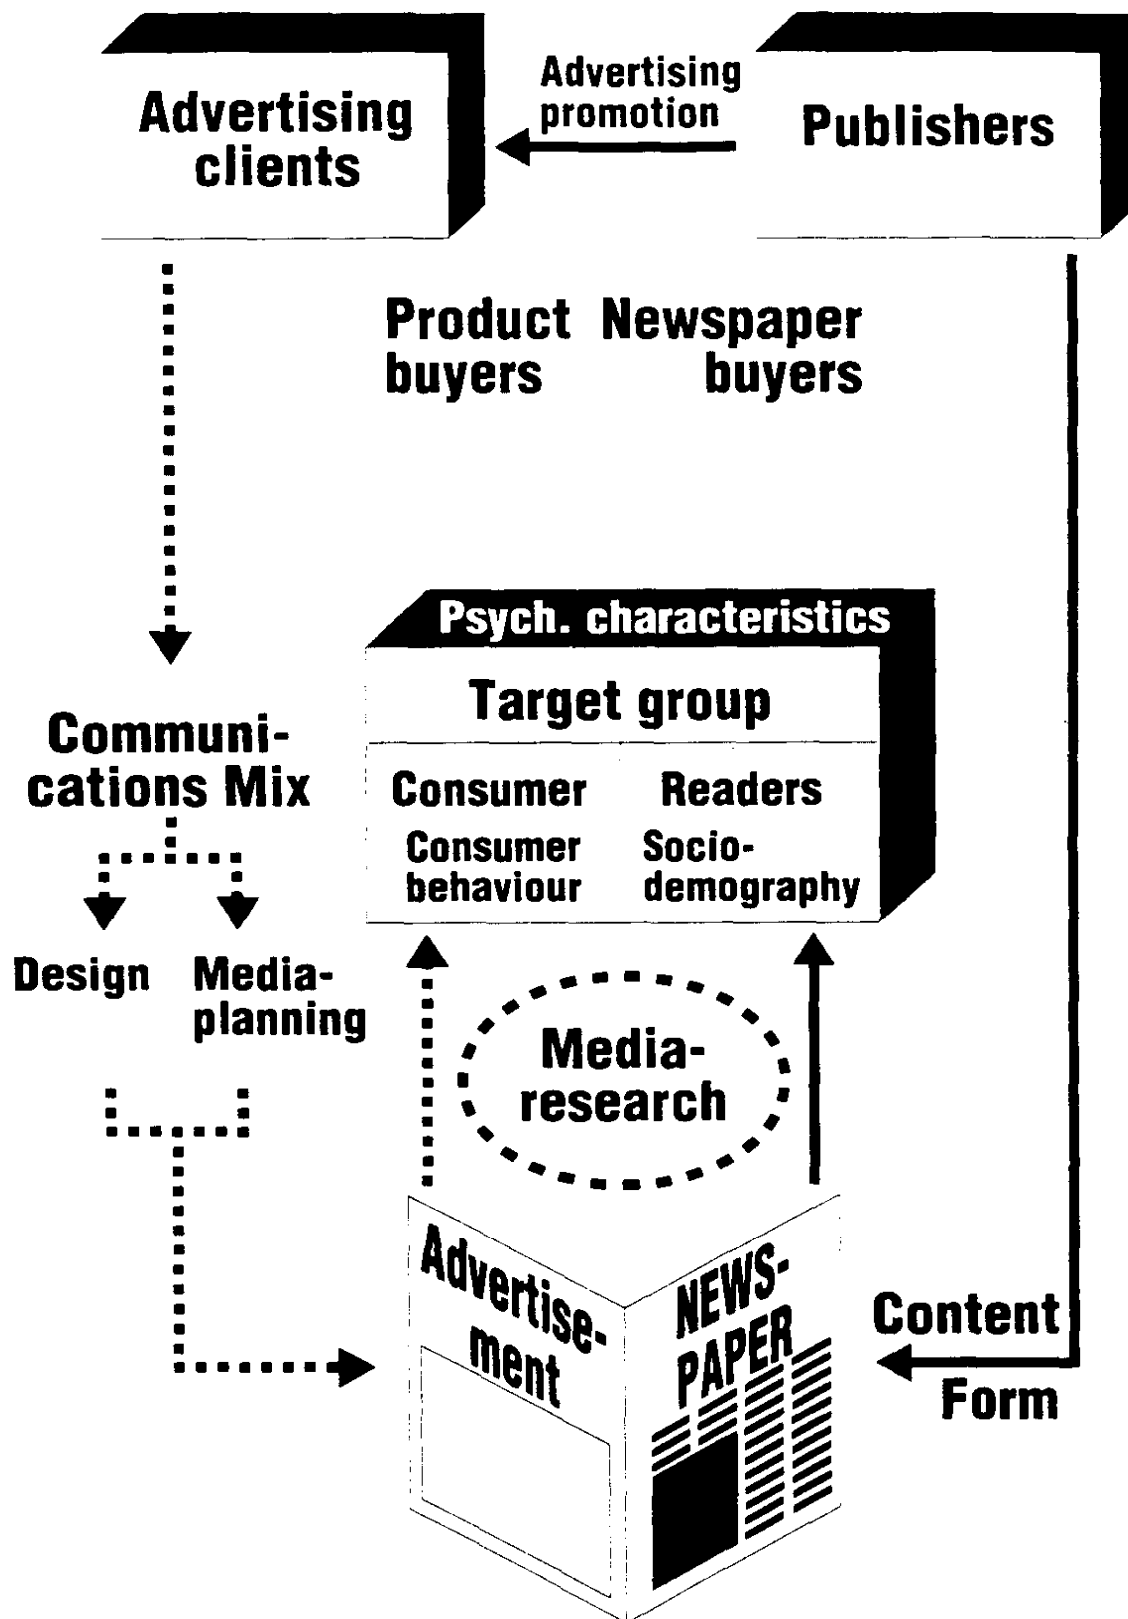 Advertising
clients
Advertising
promotion
Publishers
Product
buyers
Newspaper
buyers
Psych. characteristics
Target group
Consumer
Consumer
behaviour
Readers
Socio-
demography
Communi-
cations Mix
Design
Media-
planning
Media-
research
Advertise-
ment
NEWS-
PAPER
Content
Form